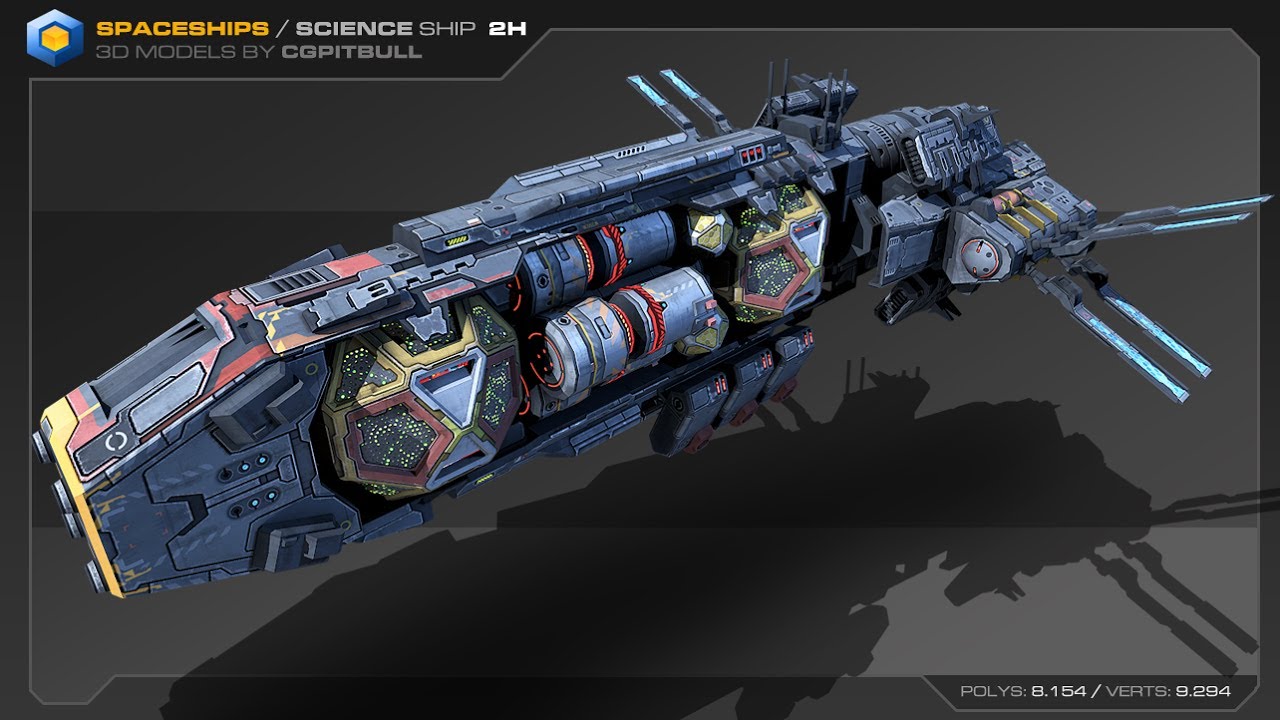 SPACESHIPS / SCIENCE SHIP 2H
3D MODELS BY CGPITBULL
POLYS: 8.154 / VERTS: 9.294